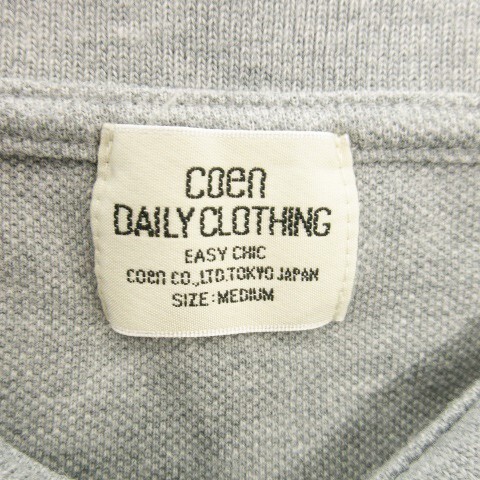 coen
DAILY CLOTHING
EASY CHIC
coen CO.,LTD.TOKYO JAPAN
SIZE:MEDIUM